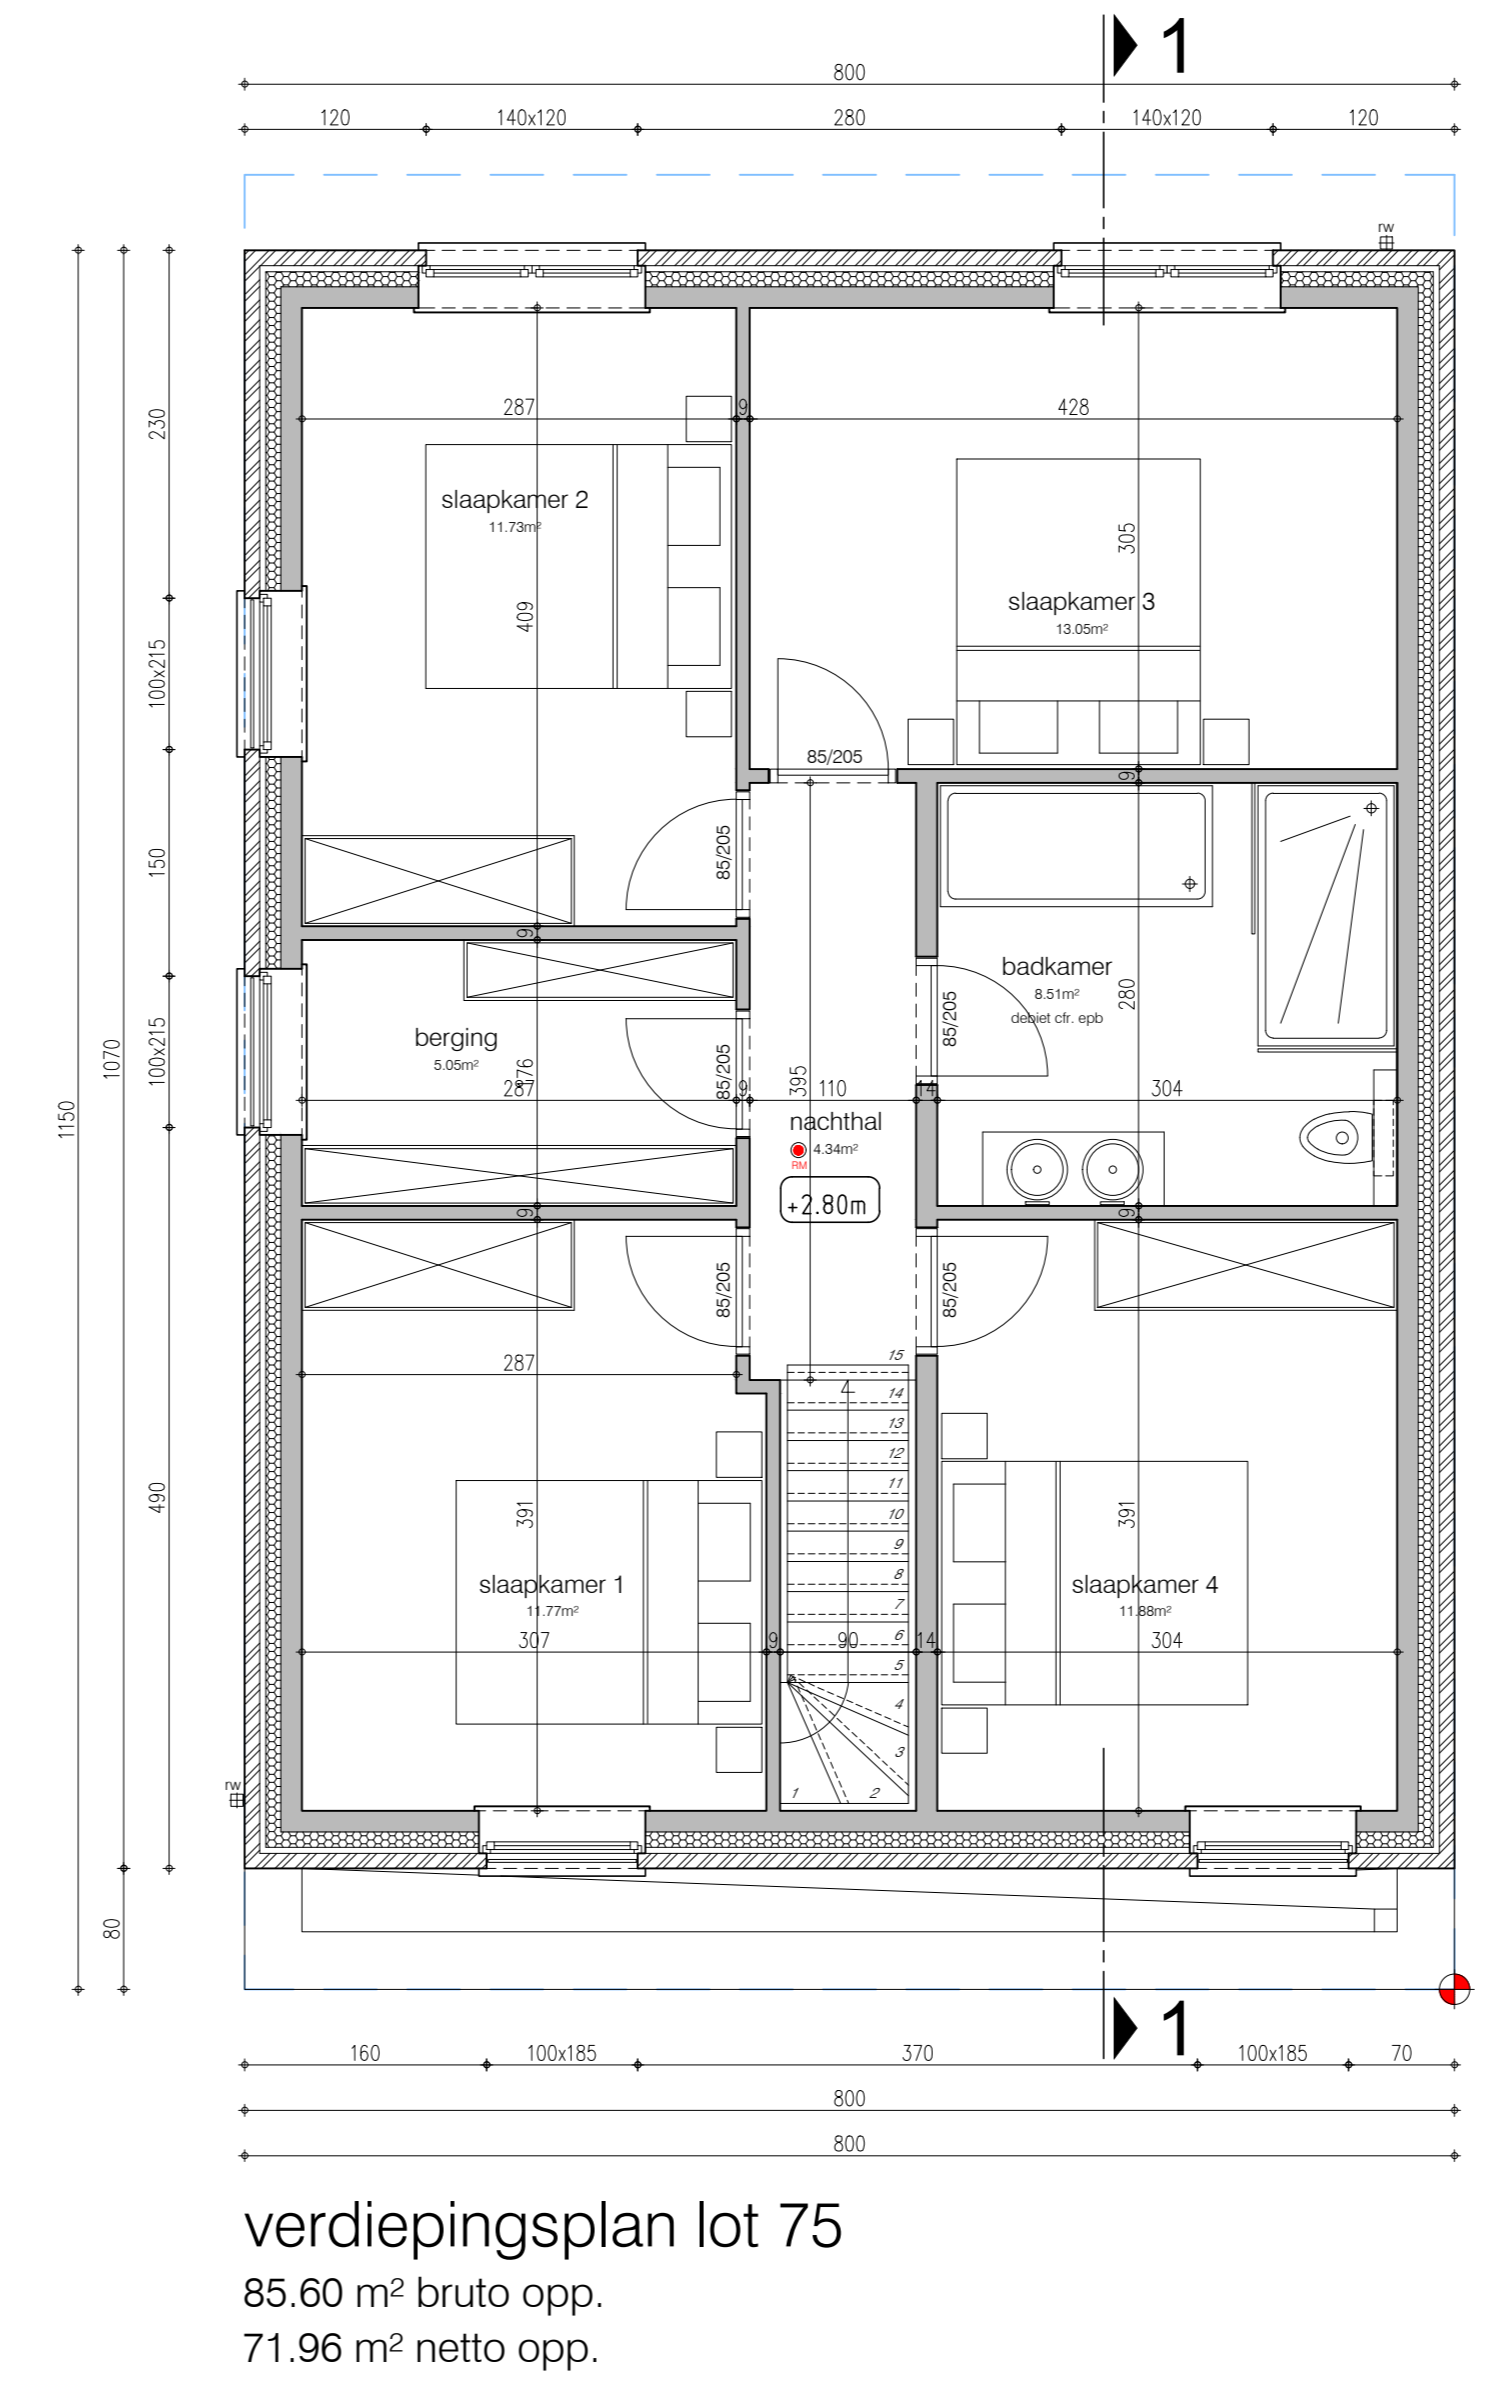 1
800
120 140x120 280 140x120 120
rw
287 9 428
230
305
slaapkamer 2
11.73m²
409
slaapkamer 3
13.05m²
100x215
85/205
9
85/205
150
9
badkamer
8.51m²
debiet cfr. epb
280
85/205
berging
5.05m²
85/205
100x215
1070
1150
287 9 395 110 14 304
nachthal
4.34m²
RM
+2.80m
9
9
85/205
85/205
287
15
14
13
12
11
10
9
8
7
6
5
4
3
2
1
490
391
391
slaapkamer 1
11.77m²
slaapkamer 4
11.88m²
307 9 90 14 304
rw
80
1
160 100x185 370 100x185 70
800
800
verdiepingsplan lot 75
85.60 m² bruto opp.
71.96 m² netto opp.